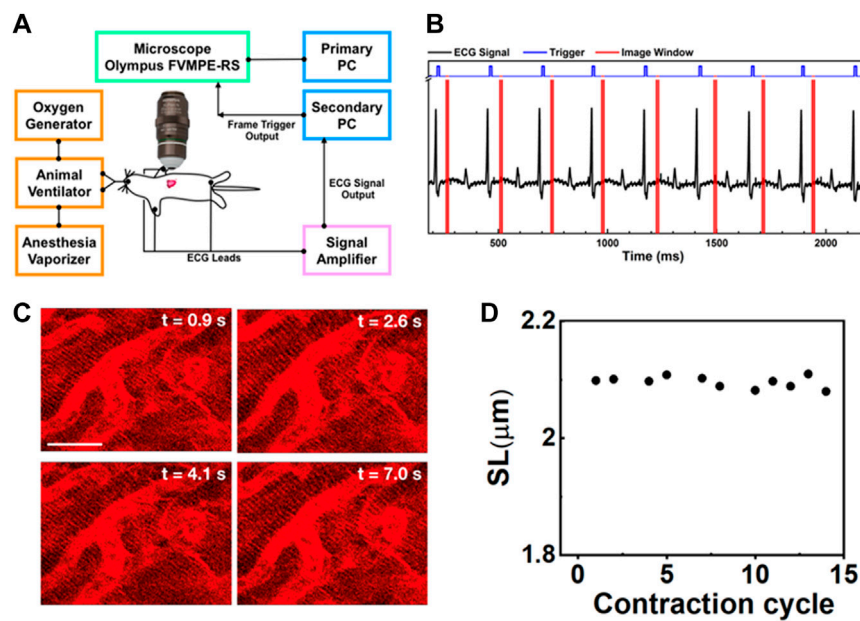 A
Microscope
Olympus FVMPE-RS
Primary
PC
Oxygen
Generator
Secondary
PC
Frame Trigger
Output
Animal
Ventilator
ECG Signal
Output
Anesthesia
Vaporizer
ECG Leads
Signal
Amplifier
B
ECG Signal Trigger Image Window
500 1000 1500 2000
Time (ms)
C
t = 0.9 s
t = 2.6 s
t = 4.1 s
t = 7.0 s
D
2.2
2
1.8
SL(μm)
0 5 10 15
Contraction cycle